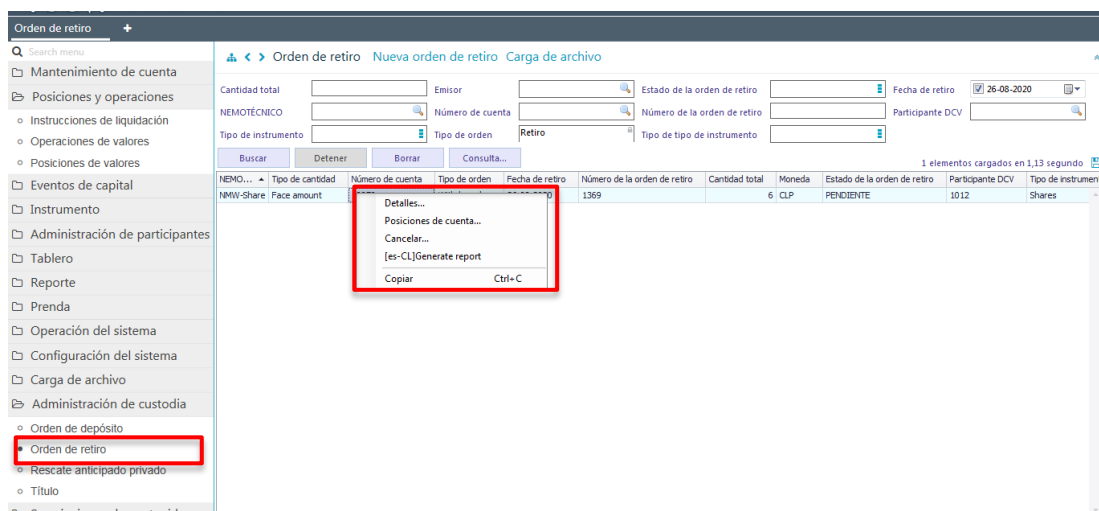 Orden de retiro +
Search menu
Mantenimiento de cuenta
Posiciones y operaciones
Instrucciones de liquidación
Operaciones de valores
Posiciones de valores
Eventos de capital
Instrumento
Administración de participantes
Tablero
Reporte
Prenda
Operación del sistema
Configuración del sistema
Carga de archivo
Administración de custodia
Orden de depósito
Orden de retiro
Rescate anticipado privado
Título
Orden de retiro Nueva orden de retiro Carga de archivo
Cantidad total Emisor Estado de la orden de retiro Fecha de retiro 26-08-2020
NEMOTÉCNICO Número de cuenta Número de la orden de retiro Participante DCV
Tipo de instrumento Tipo de orden Retiro Tipo de tipo de instrumento
Buscar Detener Borrar Consulta...
1 elementos cargados en 1,13 segundo
NEMO... Tipo de cantidad Número de cuenta Tipo de orden Fecha de retiro Número de la orden de retiro Cantidad total Moneda Estado de la orden de retiro Participante DCV Tipo de instrumen
NMW-Share Face amount 1369 6 CLP PENDIENTE 1012 Shares
Detalles...
Posiciones de cuenta...
Cancelar...
[es-CL]Generate report
Copiar Ctrl+C